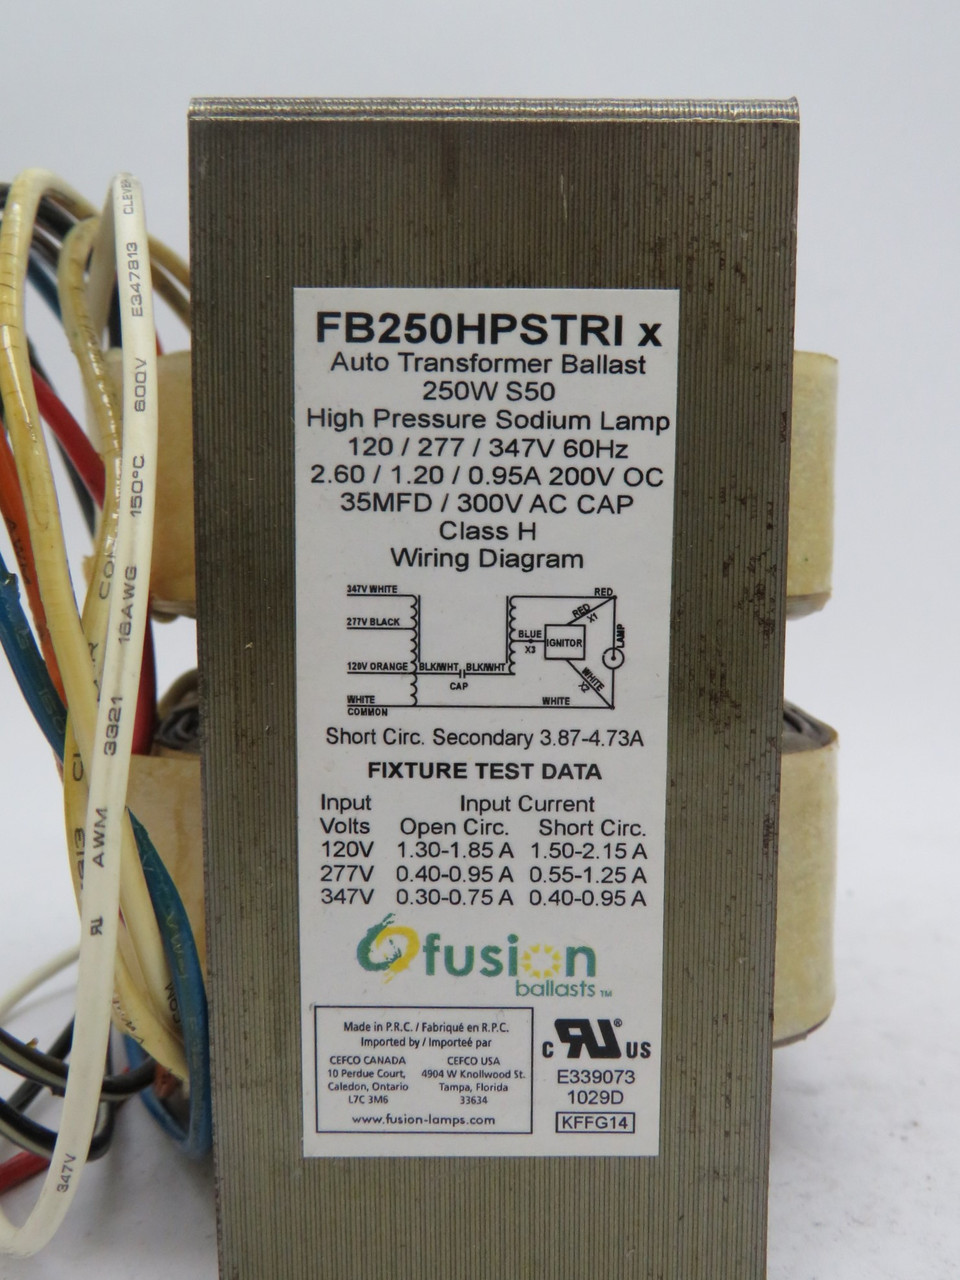 FB250HPSTRI x
Auto Transformer Ballast
250W S50
High Pressure Sodium Lamp
120 / 277 / 347V 60Hz
2.60 / 1.20 / 0.95A 200V OC
35MFD / 300V AC CAP
Class H
Wiring Diagram
347V WHITE
277V BLACK
120V ORANGE
WHITE
COMMON
BLK/WHT BLK/WHT
CAP
BLUE
X3
IGNITOR
RED
RED
X1
LAMP
WHITE
X2
WHITE
Short Circ. Secondary 3.87-4.73A
FIXTURE TEST DATA
Input Input Current
Volts Open Circ. Short Circ.
120V 1.30-1.85 A 1.50-2.15 A
277V 0.40-0.95 A 0.55-1.25 A
347V 0.30-0.75 A 0.40-0.95 A
fusion
ballasts™
Made in P.R.C. / Fabriqué en R.P.C.
Imported by / Importeé par
CEFCO CANADA
10 Perdue Court,
Caledon, Ontario
L7C 3M6
CEFCO USA
4904 W Knollwood St.
Tampa, Florida
33634
www.fusion-lamps.com
c RU® US
E339073
1029D
KFFG14
347V
AWM 3321 16AWG 150°C 600V E347813 CLEVER